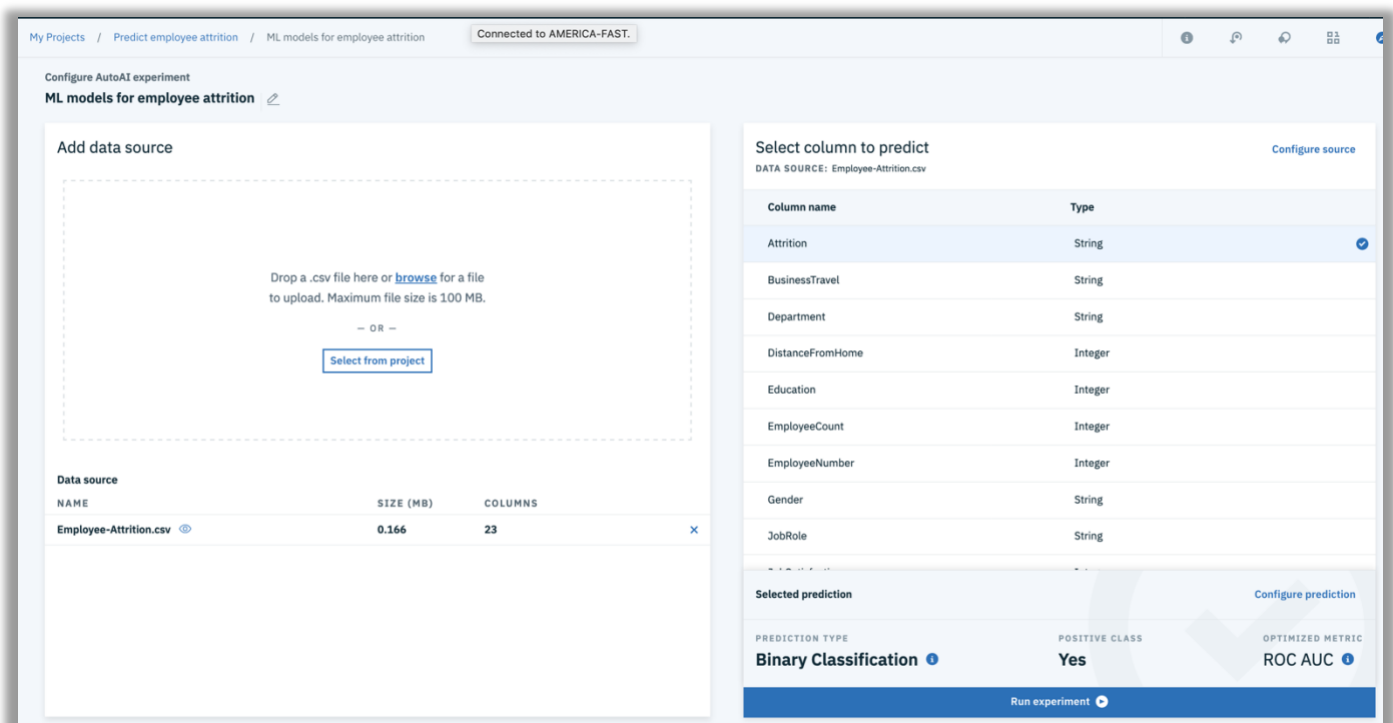 My Projects / Predict employee attrition / ML models for employee attrition
Connected to AMERICA-FAST.
Configure AutoAI experiment
ML models for employee attrition
Add data source
Drop a .csv file here or browse for a file
to upload. Maximum file size is 100 MB.
— OR —
Select from project
Data source
NAME SIZE (MB) COLUMNS
Employee-Attrition.csv 0.166 23
Select column to predict Configure source
DATA SOURCE: Employee-Attrition.csv
Column name Type
Attrition String
BusinessTravel String
Department String
DistanceFromHome Integer
Education Integer
EmployeeCount Integer
EmployeeNumber Integer
Gender String
JobRole String
Selected prediction Configure prediction
PREDICTION TYPE POSITIVE CLASS OPTIMIZED METRIC
Binary Classification Yes ROC AUC
Run experiment